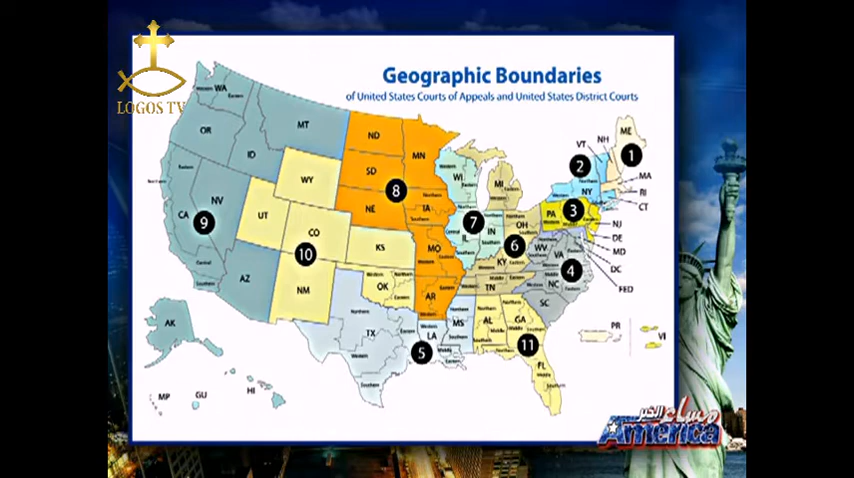 LOGOS TV
Geographic Boundaries
of United States Courts of Appeals and United States District Courts
WA
MT
ND
MN
OR
ID
SD
WI
MI
VT
NH
ME
1
2
NY
MA
RI
CT
WY
8
NE
IA
NV
CA
9
UT
CO
10
KS
7
IL
IN
OH
6
PA
3
NJ
DE
MD
DC
FED
WV
VA
4
KY
MO
NC
TN
SC
AZ
NM
OK
AR
TX
LA
5
MS
AL
GA
11
FL
PR
VI
AK
HI
MP
GU
مساء الخير
America